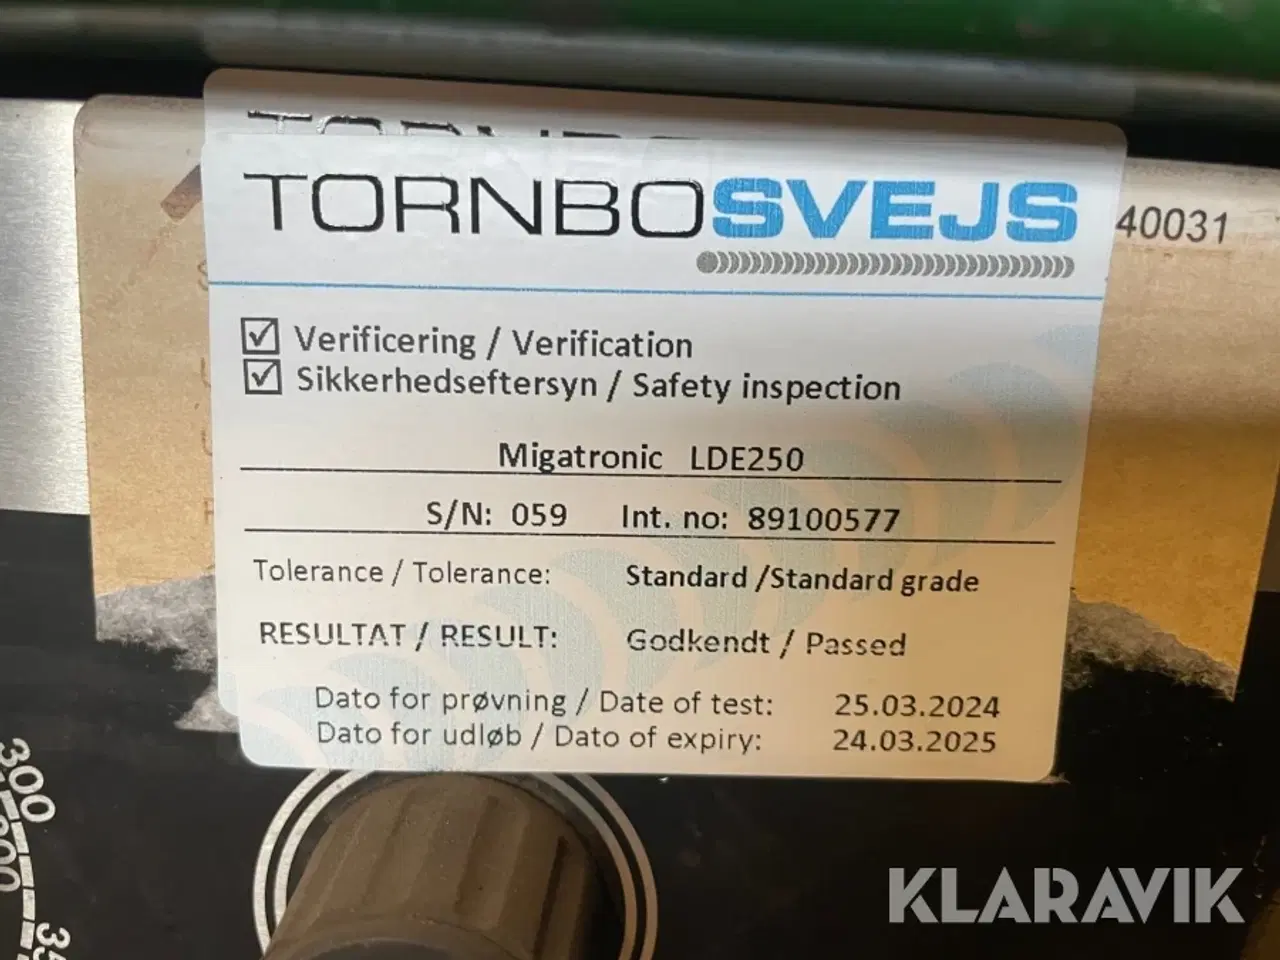 TORNBO
TORNBOSVEJS
40031
Verificering / Verification
Sikkerhedseftersyn / Safety inspection
Migatronic LDE250
S/N: 059 Int. no: 89100577
Tolerance / Tolerance: Standard /Standard grade
RESULTAT / RESULT: Godkendt / Passed
Dato for prøvning / Date of test: 25.03.2024
Dato for udløb / Dato of expiry: 24.03.2025
300
KLARAVIK